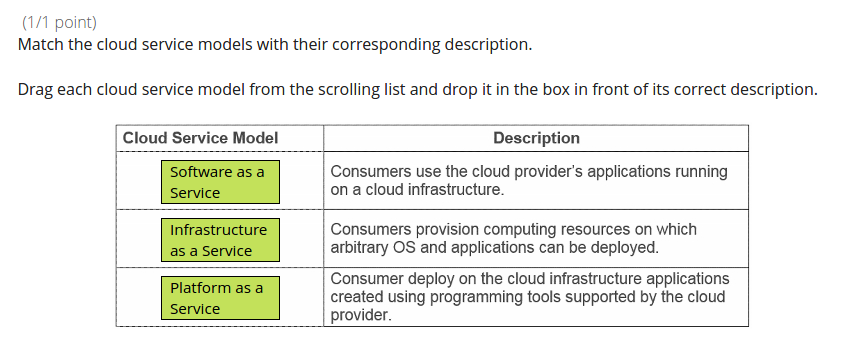 (1/1 point)
Match the cloud service models with their corresponding description.
Drag each cloud service model from the scrolling list and drop it in the box in front of its correct description.
Cloud Service Model
Description
Software as a
Service
Consumers use the cloud provider's applications running
on a cloud infrastructure.
Infrastructure
as a Service
Consumers provision computing resources on which
arbitrary OS and applications can be deployed.
Platform as a
Service
Consumer deploy on the cloud infrastructure applications
created using programming tools supported by the cloud
provider.